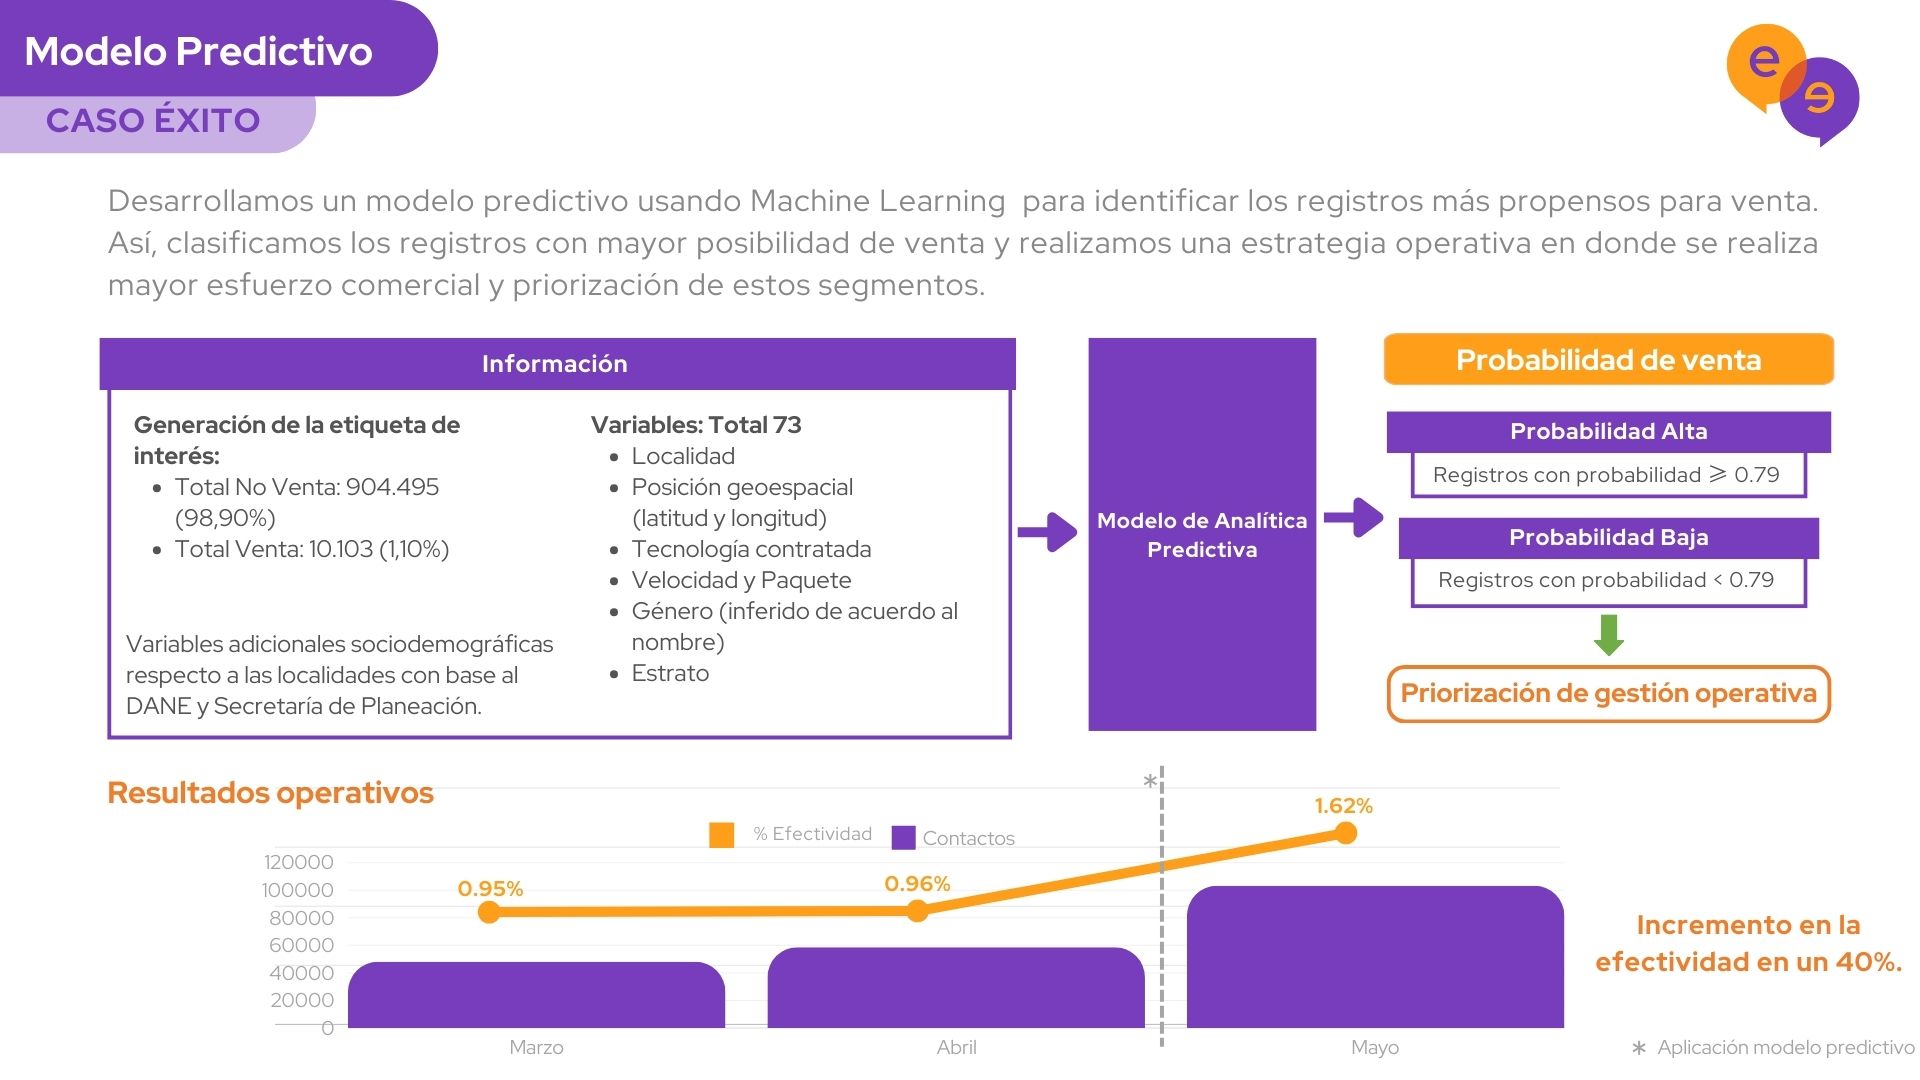 Modelo Predictivo
CASO ÉXITO
e
e
Desarrollamos un modelo predictivo usando Machine Learning para identificar los registros más propensos para venta.
Así, clasificamos los registros con mayor posibilidad de venta y realizamos una estrategia operativa en donde se realiza
mayor esfuerzo comercial y priorización de estos segmentos.
Información
Generación de la etiqueta de
interés:
• Total No Venta: 904.495
(98,90%)
• Total Venta: 10.103 (1,10%)
Variables adicionales sociodemográficas
respecto a las localidades con base al
DANE y Secretaría de Planeación.
Variables: Total 73
• Localidad
• Posición geoespacial
(latitud y longitud)
• Tecnología contratada
• Velocidad y Paquete
• Género (inferido de acuerdo al
nombre)
• Estrato
Modelo de Analítica
Predictiva
Probabilidad de venta
Probabilidad Alta
Registros con probabilidad ⩾ 0.79
Probabilidad Baja
Registros con probabilidad < 0.79
Priorización de gestión operativa
Resultados operativos
*
% Efectividad
Contactos
120000
100000
80000
60000
40000
20000
0
0.95%
0.96%
1.62%
Marzo
Abril
Mayo
Incremento en la
efectividad en un 40%.
* Aplicación modelo predictivo